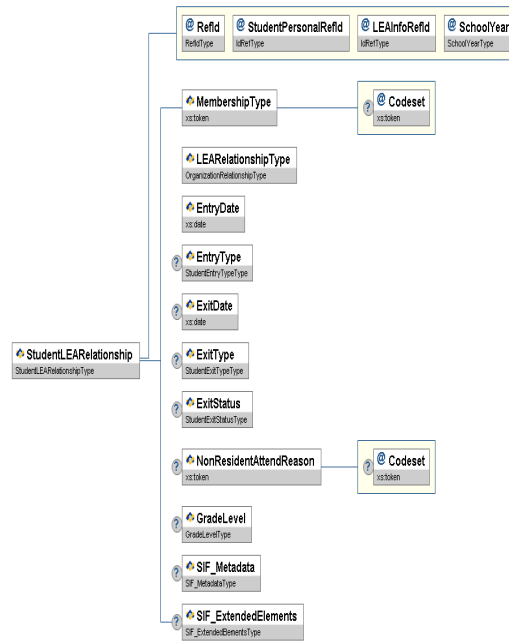 @ RefId
RefIdType
@ StudentPersonalRefId
IdRefType
@ LEAInfoRefId
IdRefType
@ SchoolYear
SchoolYearType
MembershipType
xs:token
? @ Codeset
xs:token
LEARelationshipType
OrganizationRelationshipType
EntryDate
xs:date
? EntryType
StudentEntryTypeType
? ExitDate
xs:date
StudentLEARelationship
StudentLEARelationshipType
? ExitType
StudentExitTypeType
? ExitStatus
StudentExitStatusType
? NonResidentAttendReason
xs:token
? @ Codeset
xs:token
? GradeLevel
GradeLevelType
? SIF_Metadata
SIF_MetadataType
? SIF_ExtendedElements
SIF_ExtendedElementsType